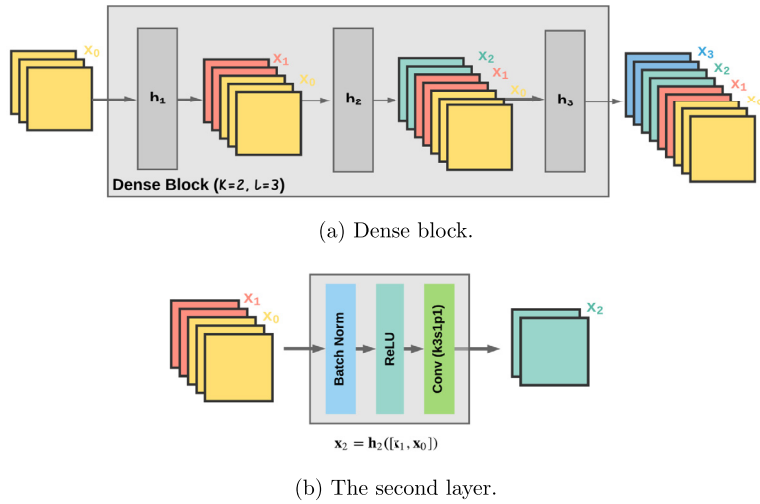 x₀
h₁
x₁
x₀
h₂
x₂
x₁
x₀
h₃
x₃
x₂
x₁
x₀
Dense Block (K=2, L=3)
(a) Dense block.
x₁
x₀
Batch Norm
ReLU
Conv (k3s1p1)
x₂
x₂ = h₂([x₁, x₀])
(b) The second layer.